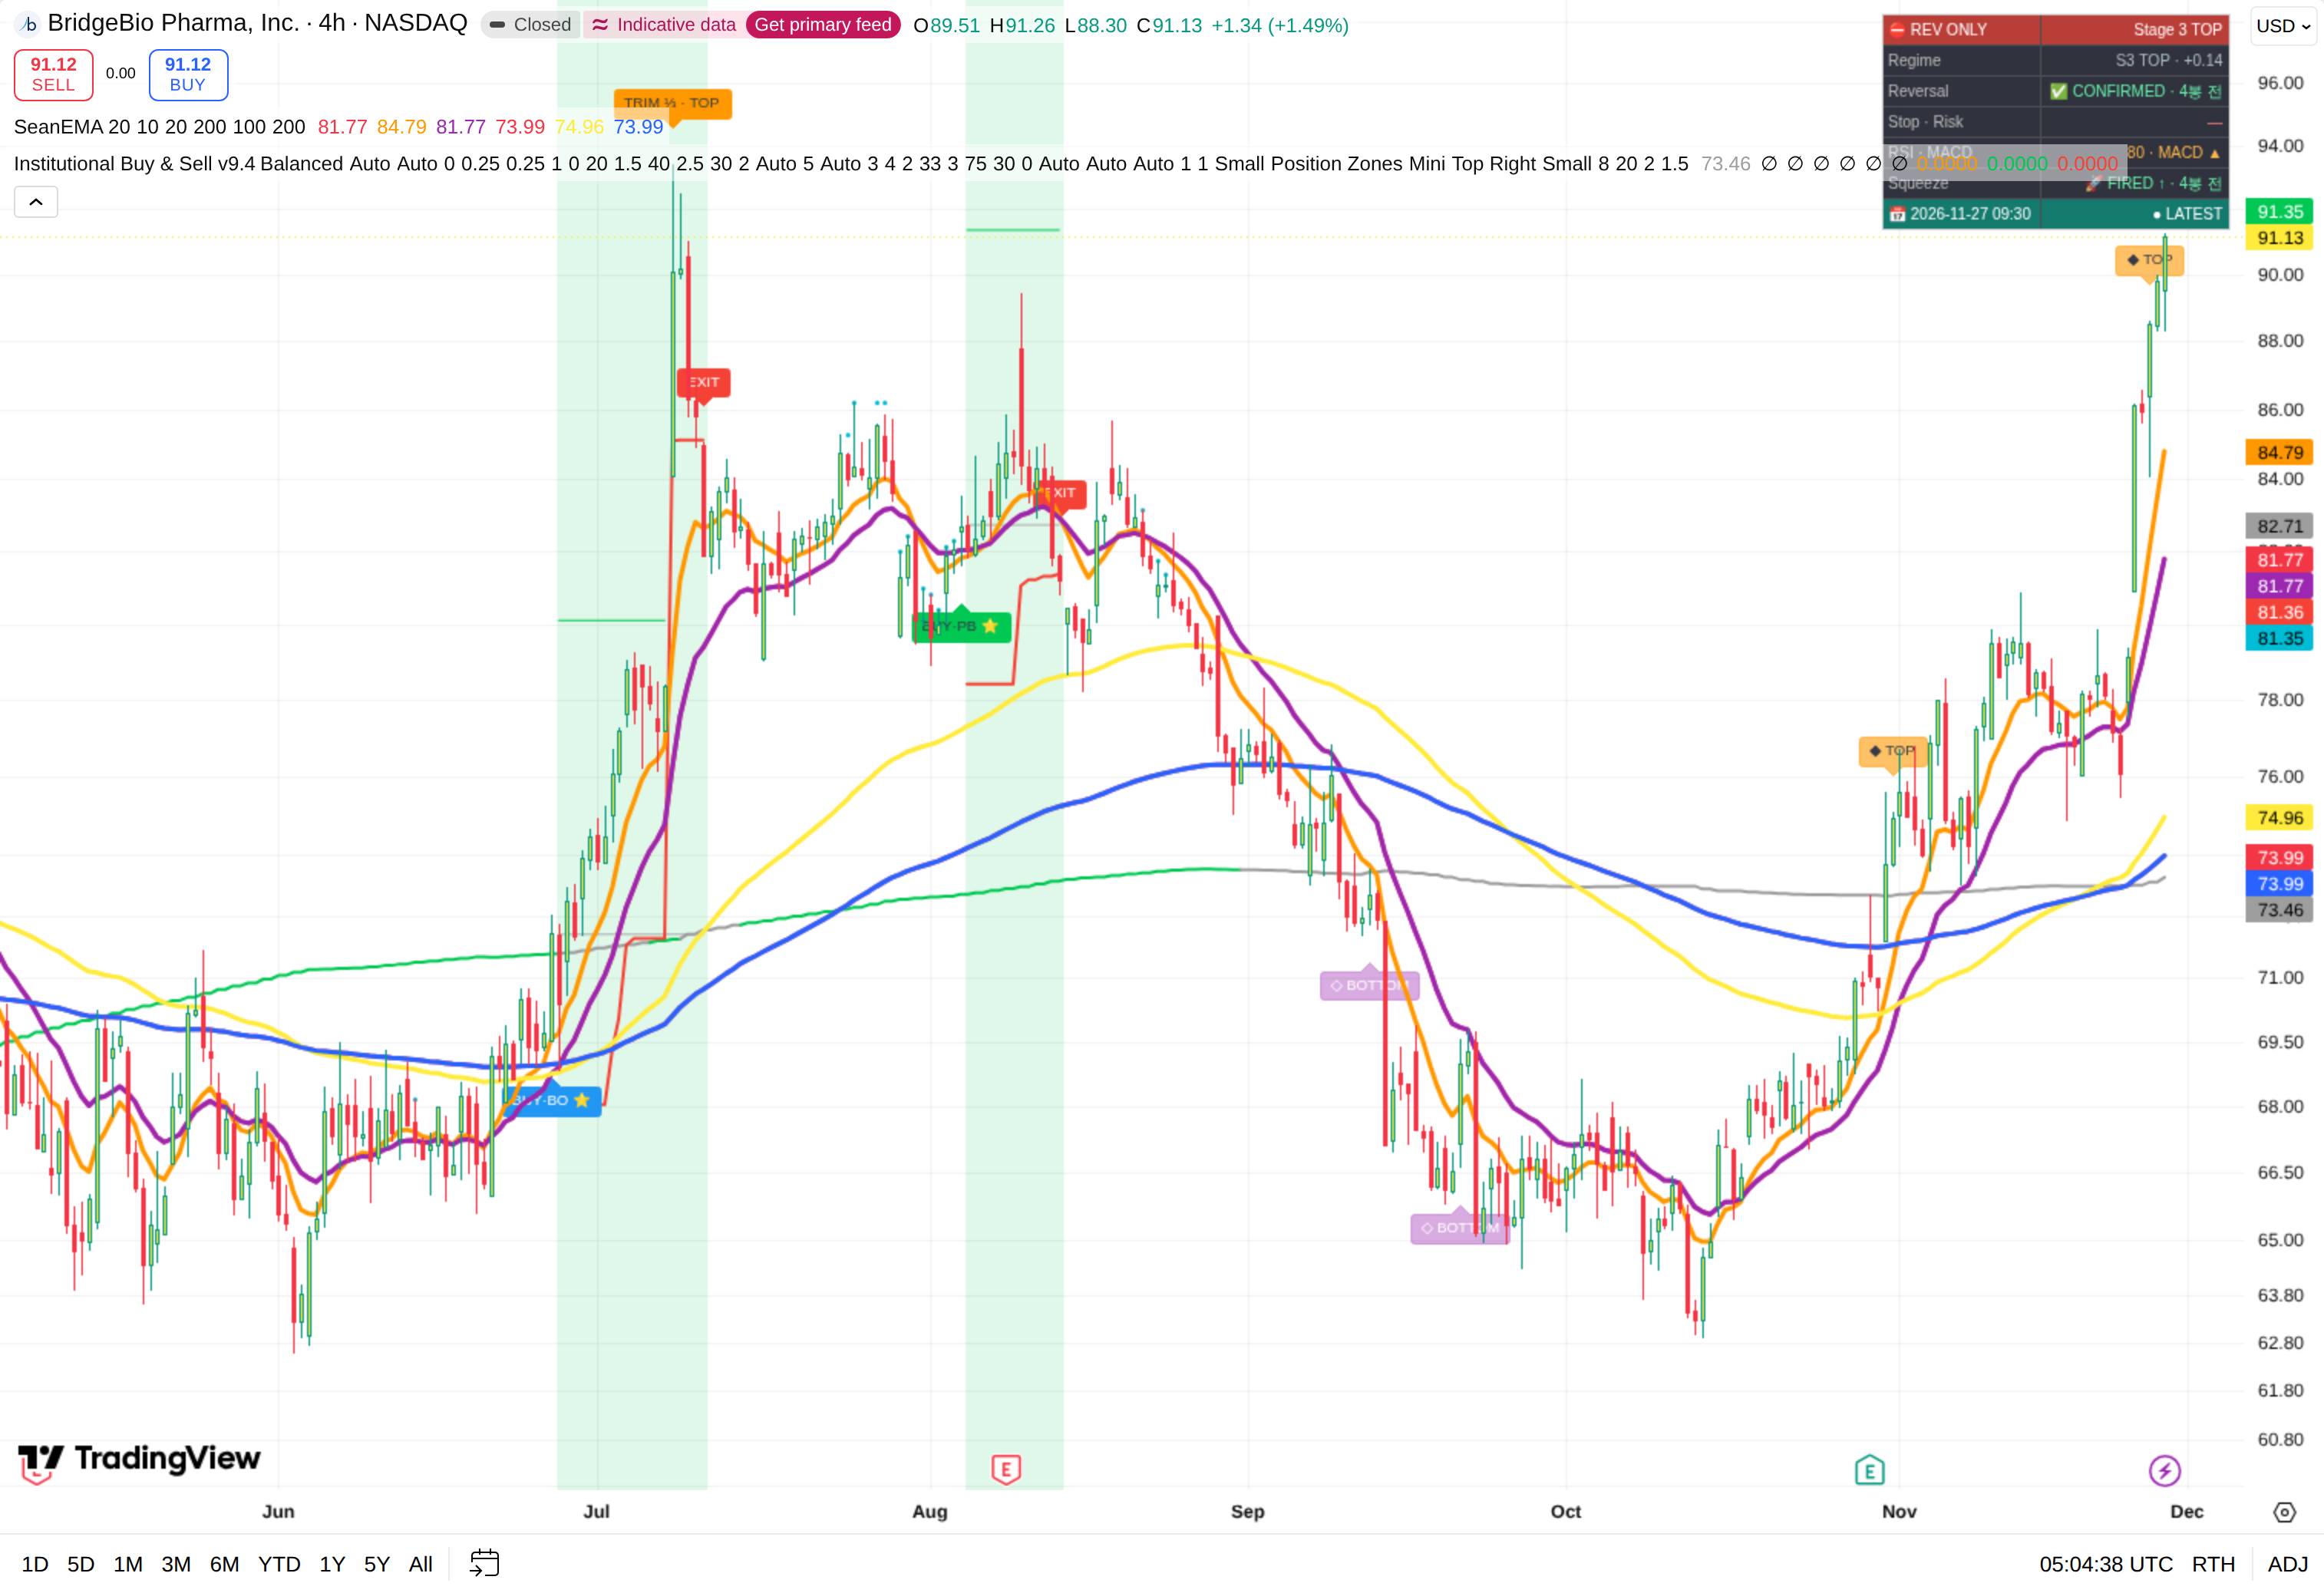 BridgeBio Pharma, Inc. · 4h · NASDAQ Closed Indicative data Get primary feed O89.51 H91.26 L88.30 C91.13 +1.34 (+1.49%)
91.12 SELL 0.00 91.12 BUY
SeanEMA 20 10 20 200 100 200 81.77 84.79 81.77 73.99 74.96 73.99
Institutional Buy & Sell v9.4 Balanced Auto Auto 0 0.25 0.25 1 0 20 1.5 40 2.5 30 2 Auto 5 Auto 3 4 2 33 3 75 30 0 Auto Auto Auto 1 1 Small Position Zones Mini Top Right Small 8 20 2 1.5 73.46 ∅ ∅ ∅ ∅ ∅ ∅ 0.0000 0.0000 0.0000
⛔ REV ONLY Stage 3 TOP
Regime S3 TOP · +0.14
Reversal ✅ CONFIRMED · 4봉 전
Stop · Risk —
RSI · MACD 80 · MACD ▲
Squeeze 🚀 FIRED ↑ · 4봉 전
📅 2026-11-27 09:30 ● LATEST
USD
96.00
94.00
91.35
91.13
90.00
88.00
86.00
84.79
84.00
82.71
81.77
81.77
81.36
81.35
78.00
76.00
74.96
73.99
73.99
73.46
71.00
69.50
68.00
66.50
65.00
63.80
62.80
61.80
60.80
TRIM ⅓ · TOP
EXIT
EXIT
BUY-PB ⭐
BUY-BO ⭐
◇ BOTTOM
◇ BOTTOM
◆ TOP
◆ TOP
TradingView
E
E
Jun Jul Aug Sep Oct Nov Dec
1D 5D 1M 3M 6M YTD 1Y 5Y All 05:04:38 UTC RTH ADJ